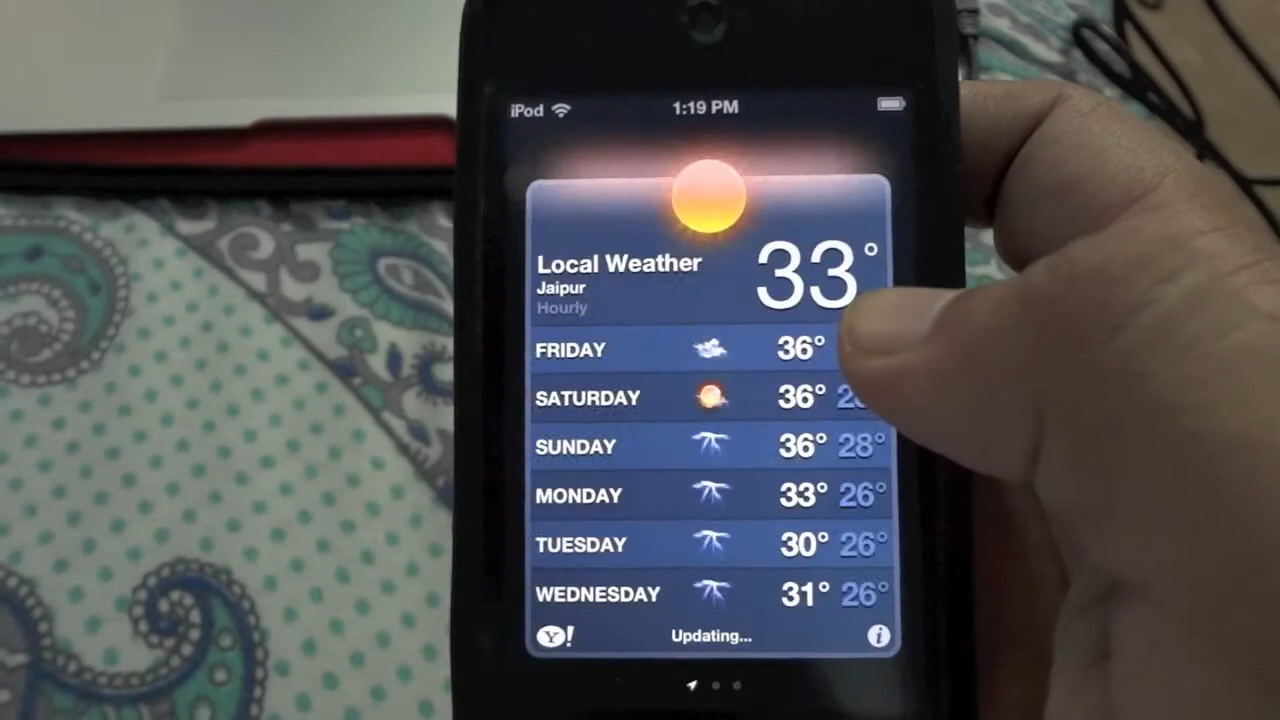 iPod 1:19 PM
Local Weather
Jaipur
Hourly
33°
FRIDAY 36°
SATURDAY 36°
SUNDAY 36° 28°
MONDAY 33° 26°
TUESDAY 30° 26°
WEDNESDAY 31° 26°
Y! Updating... i